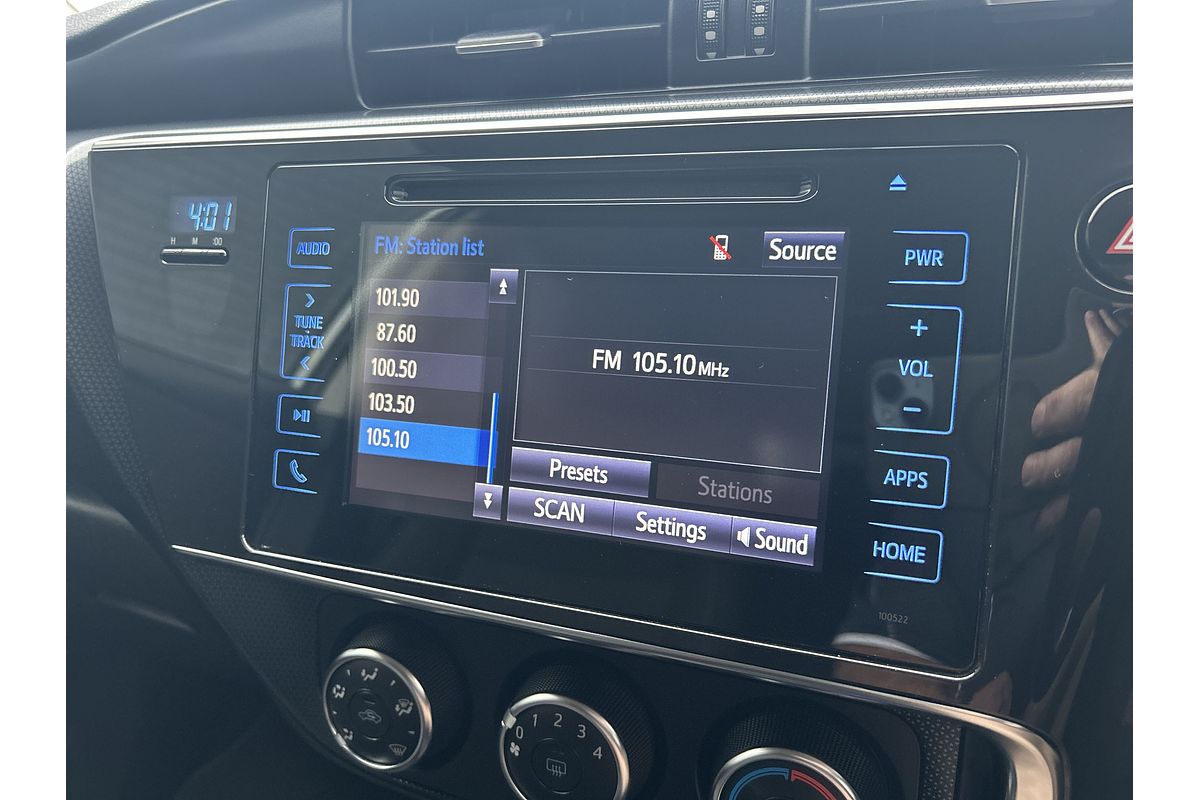 4:01
H M :00
AUDIO
TUNE
TRACK
FM: Station list
Source
101.90
87.60
100.50
103.50
105.10
FM 105.10 MHz
Presets
Stations
SCAN
Settings
Sound
PWR
+
VOL
-
APPS
HOME
100522
0 1 2 3 4